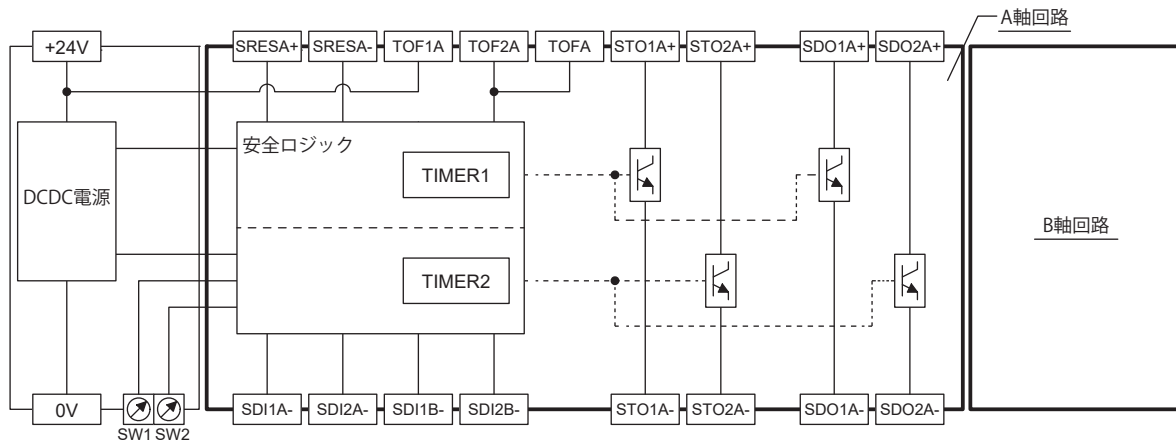 A軸回路
+24V
SRESA+ SRESA- TOF1A TOF2A TOFA STO1A+ STO2A+ SDO1A+ SDO2A+
安全ロジック
TIMER1
DCDC電源
B軸回路
TIMER2
0V
SDI1A- SDI2A- SDI1B- SDI2B- STO1A- STO2A- SDO1A- SDO2A-
SW1 SW2